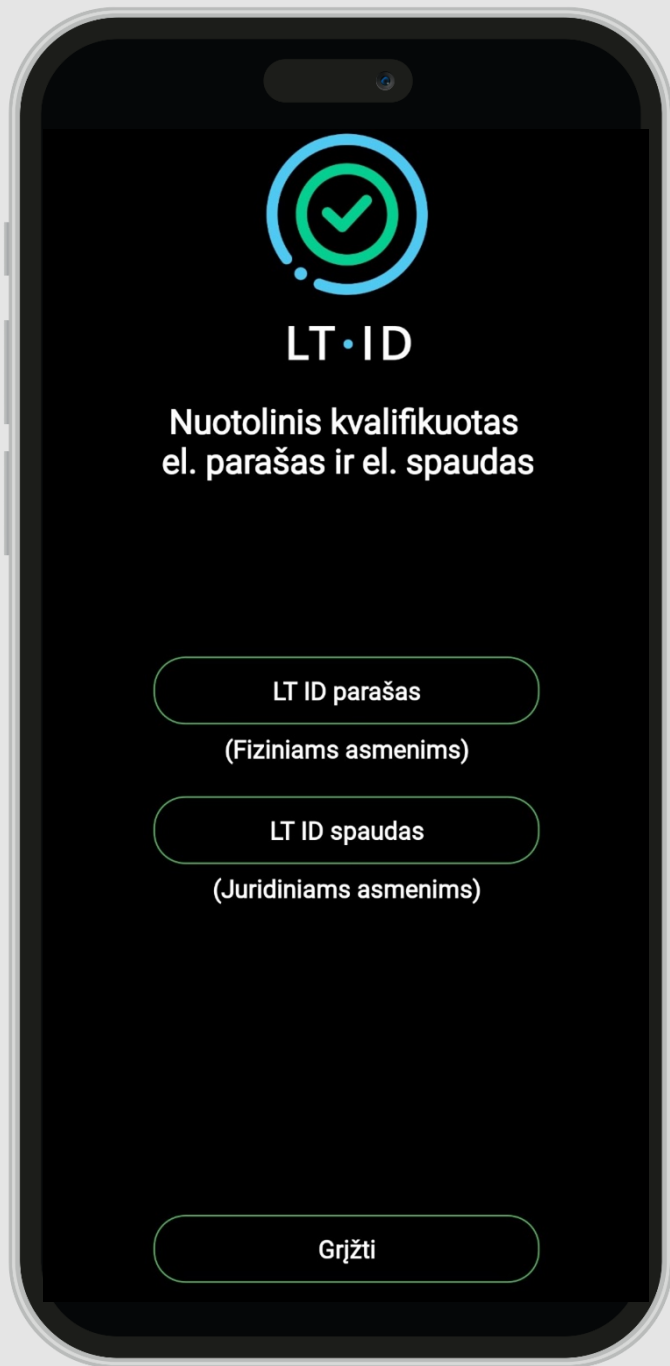 LT·ID
Nuotolinis kvalifikuotas
el. parašas ir el. spaudas
LT ID parašas
(Fiziniams asmenims)
LT ID spaudas
(Juridiniams asmenims)
Grįžti